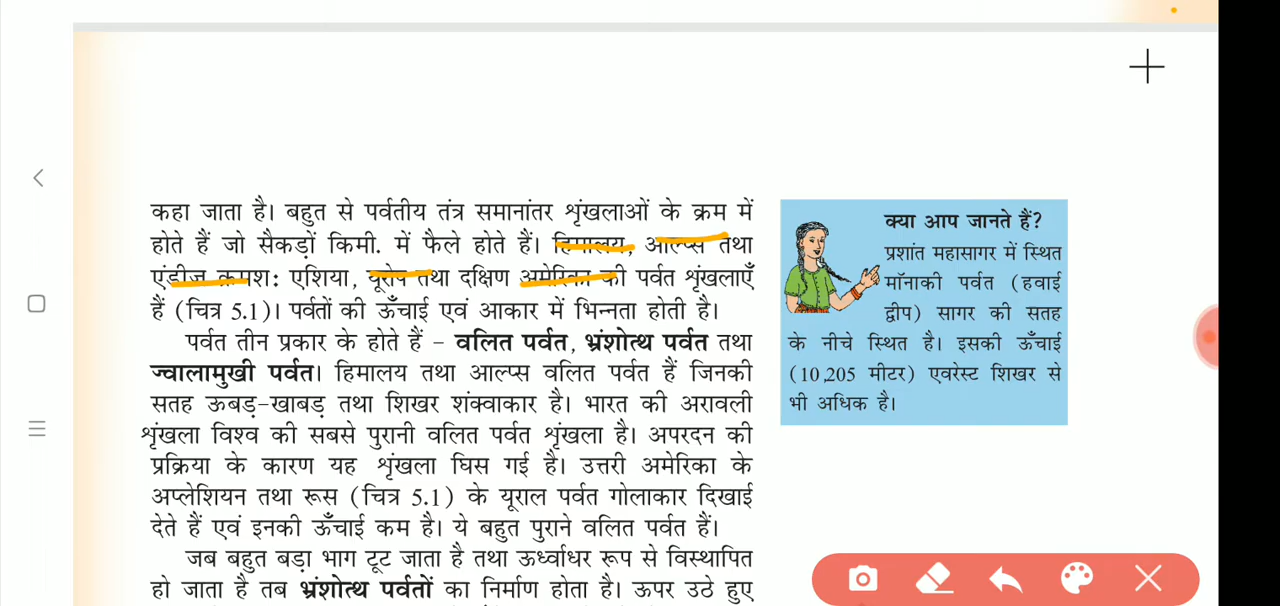 कहा जाता है। बहुत से पर्वतीय तंत्र समानांतर शृंखलाओं के क्रम में
होते हैं जो सैकड़ों किमी. में फैले होते हैं। हिमालय, आल्प्स तथा
एंडीज क्रमश: एशिया, यूरोप तथा दक्षिण अमेरिका की पर्वत शृंखलाएँ
हैं (चित्र 5.1)। पर्वतों की ऊँचाई एवं आकार में भिन्नता होती है।
पर्वत तीन प्रकार के होते हैं – वलित पर्वत, भ्रंशोत्थ पर्वत तथा
ज्वालामुखी पर्वत। हिमालय तथा आल्प्स वलित पर्वत हैं जिनकी
सतह ऊबड़-खाबड़ तथा शिखर शंक्वाकार है। भारत की अरावली
शृंखला विश्व की सबसे पुरानी वलित पर्वत शृंखला है। अपरदन की
प्रक्रिया के कारण यह शृंखला घिस गई है। उत्तरी अमेरिका के
अप्लेशियन तथा रूस (चित्र 5.1) के यूराल पर्वत गोलाकार दिखाई
देते हैं एवं इनकी ऊँचाई कम है। ये बहुत पुराने वलित पर्वत हैं।
जब बहुत बड़ा भाग टूट जाता है तथा ऊर्ध्वाधर रूप से विस्थापित
हो जाता है तब भ्रंशोत्थ पर्वतों का निर्माण होता है। ऊपर उठे हुए
क्या आप जानते हैं?
प्रशांत महासागर में स्थित
मॉनाकी पर्वत (हवाई
द्वीप) सागर की सतह
के नीचे स्थित है। इसकी ऊँचाई
(10,205 मीटर) एवरेस्ट शिखर से
भी अधिक है।